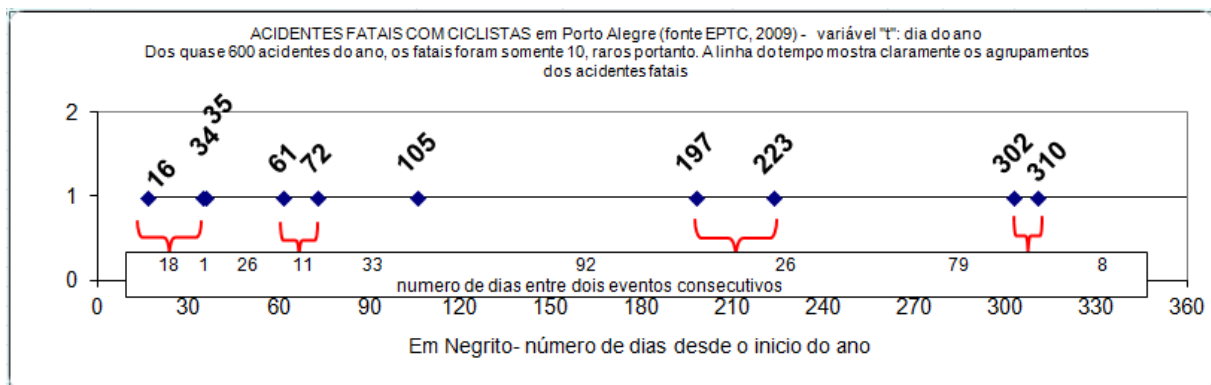 ACIDENTES FATAIS COM CICLISTAS em Porto Alegre (fonte EPTC, 2009) - variável "t": dia do ano
Dos quase 600 acidentes do ano, os fatais foram somente 10, raros portanto. A linha do tempo mostra claramente os agrupamentos
dos acidentes fatais
2
16 34 35 61 72 105 197 223 302 310
1
18 1 26 11 33 92 26 79 8
numero de dias entre dois eventos consecutivos
0
0 30 60 90 120 150 180 210 240 270 300 330 360
Em Negrito- número de dias desde o inicio do ano